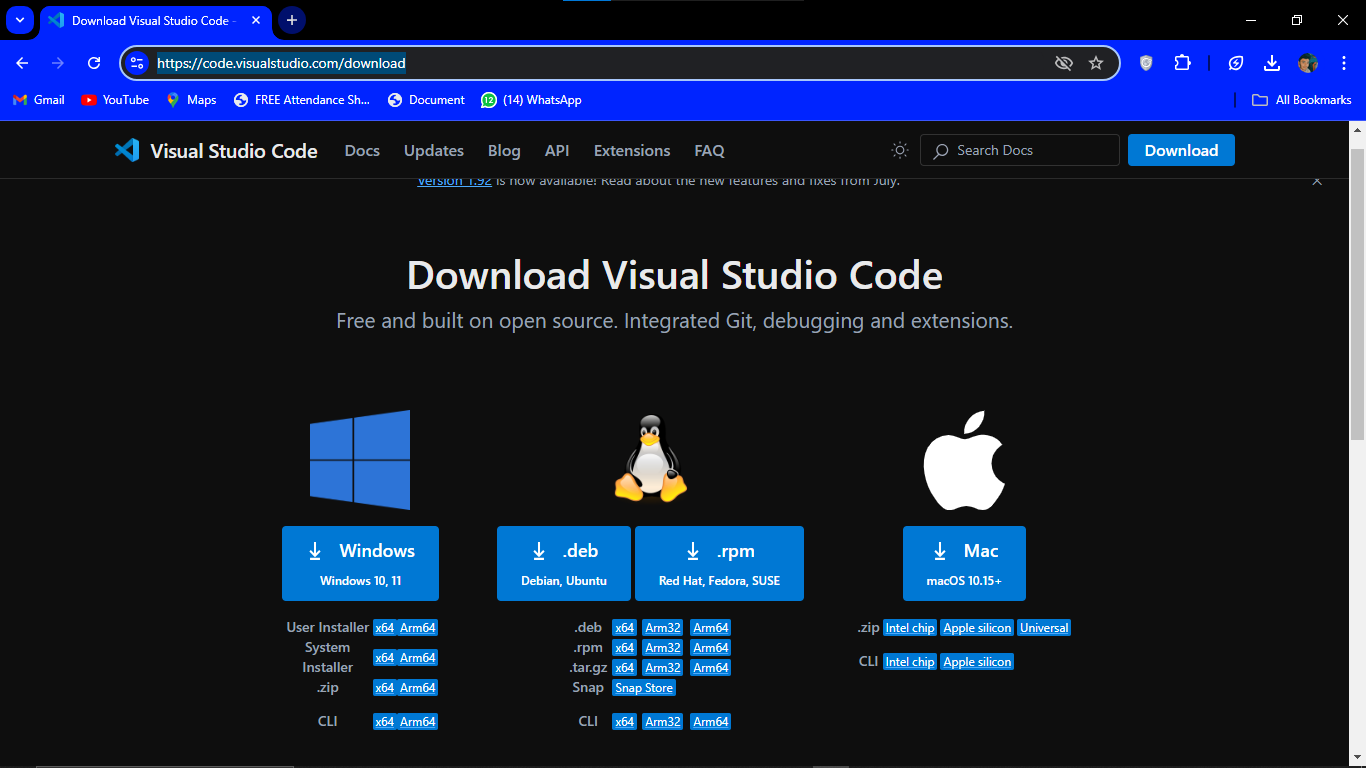 Download Visual Studio Code -
https://code.visualstudio.com/download
Gmail YouTube Maps FREE Attendance Sh... Document 12 (14) WhatsApp All Bookmarks
Visual Studio Code Docs Updates Blog API Extensions FAQ Search Docs Download
Version 1.92 is now available! Read about the new features and fixes from July.
Download Visual Studio Code
Free and built on open source. Integrated Git, debugging and extensions.
Windows
Windows 10, 11
User Installer x64 Arm64
System
Installer x64 Arm64
.zip x64 Arm64
CLI x64 Arm64
.deb
Debian, Ubuntu
.rpm
Red Hat, Fedora, SUSE
.deb x64 Arm32 Arm64
.rpm x64 Arm32 Arm64
.tar.gz x64 Arm32 Arm64
Snap Snap Store
CLI x64 Arm32 Arm64
Mac
macOS 10.15+
.zip Intel chip Apple silicon Universal
CLI Intel chip Apple silicon